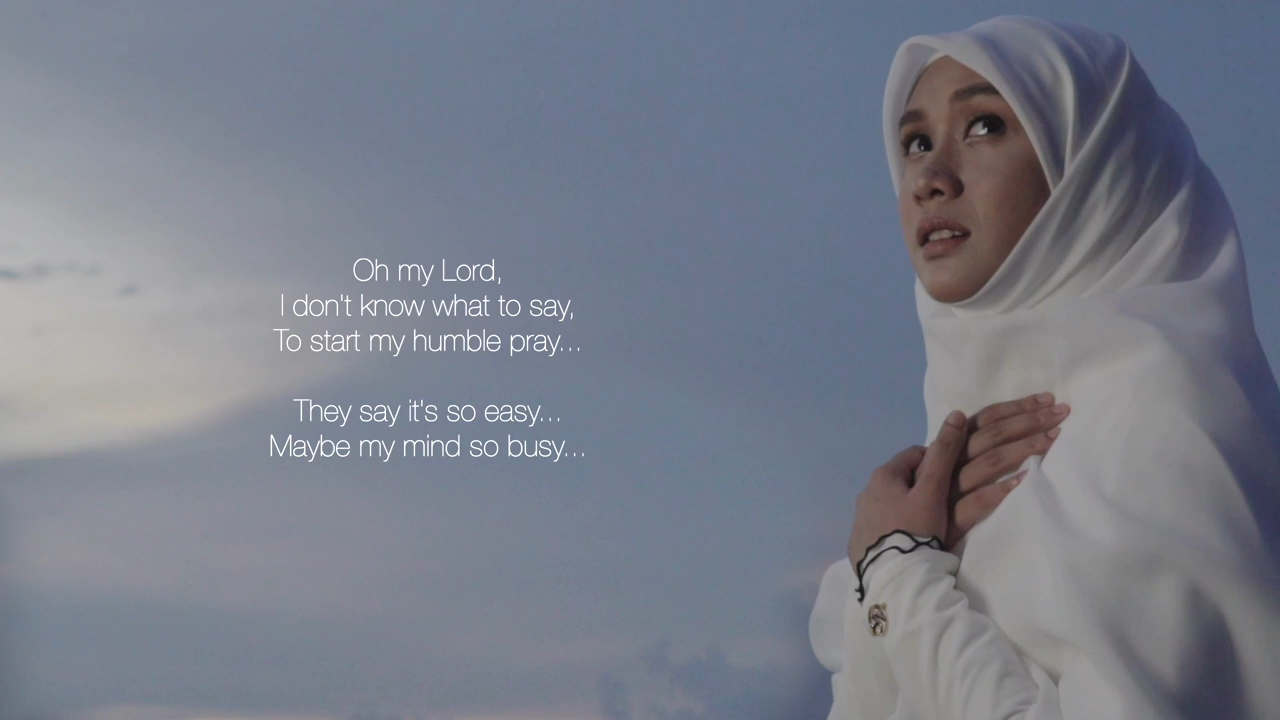 Oh my Lord,
I don't know what to say,
To start my humble pray...
They say it's so easy...
Maybe my mind so busy...